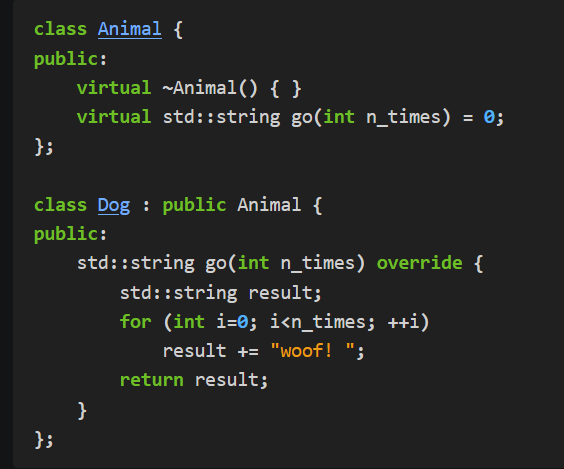 class Animal {
public:
    virtual ~Animal() { }
    virtual std::string go(int n_times) = 0;
};

class Dog : public Animal {
public:
    std::string go(int n_times) override {
        std::string result;
        for (int i=0; i<n_times; ++i)
            result += "woof! ";
        return result;
    }
};